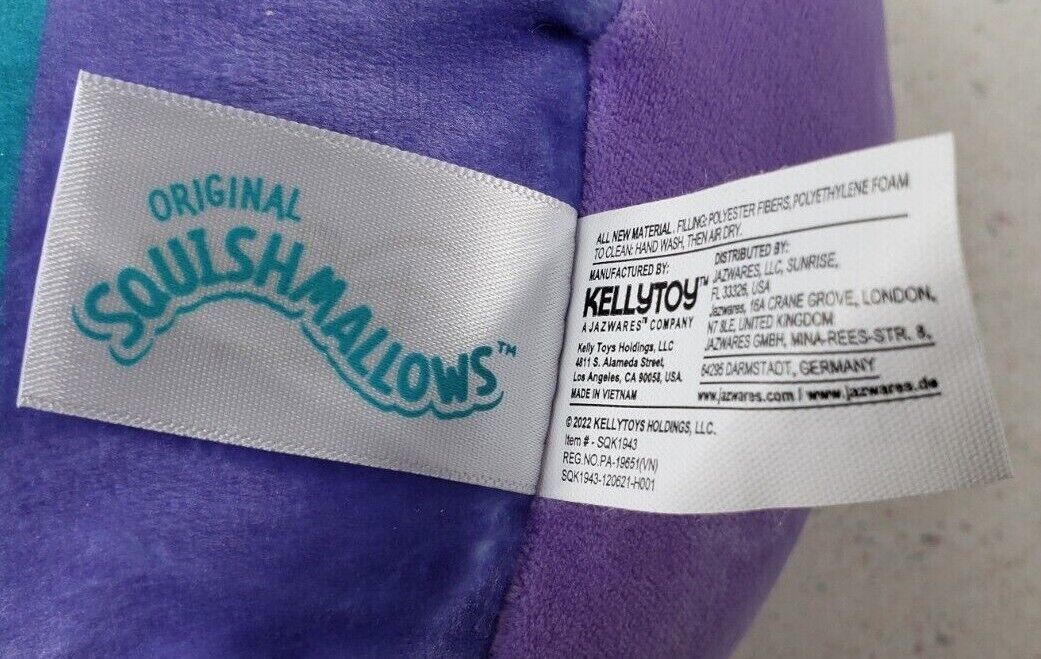 ORIGINAL
SQUISHMALLOWS™
ALL NEW MATERIAL. FILLING: POLYESTER FIBERS, POLYETHYLENE FOAM
TO CLEAN: HAND WASH, THEN AIR DRY.
MANUFACTURED BY:
KELLYTOY™
A JAZWARES™ COMPANY
Kelly Toys Holdings, LLC
4811 S. Alameda Street,
Los Angeles, CA 90058, USA.
MADE IN VIETNAM
DISTRIBUTED BY:
JAZWARES, LLC, SUNRISE,
FL 33326, USA
Jazwares, 16A CRANE GROVE, LONDON,
N7 8LE, UNITED KINGDOM
JAZWARES GMBH, MINA-REES-STR. 8,
64295 DARMSTADT, GERMANY
www.jazwares.com / www.jazwares.de
© 2022 KELLYTOYS HOLDINGS, LLC.
Item # - SQK1943
REG.NO.PA-19651(VN)
SQK1943-120621-H001